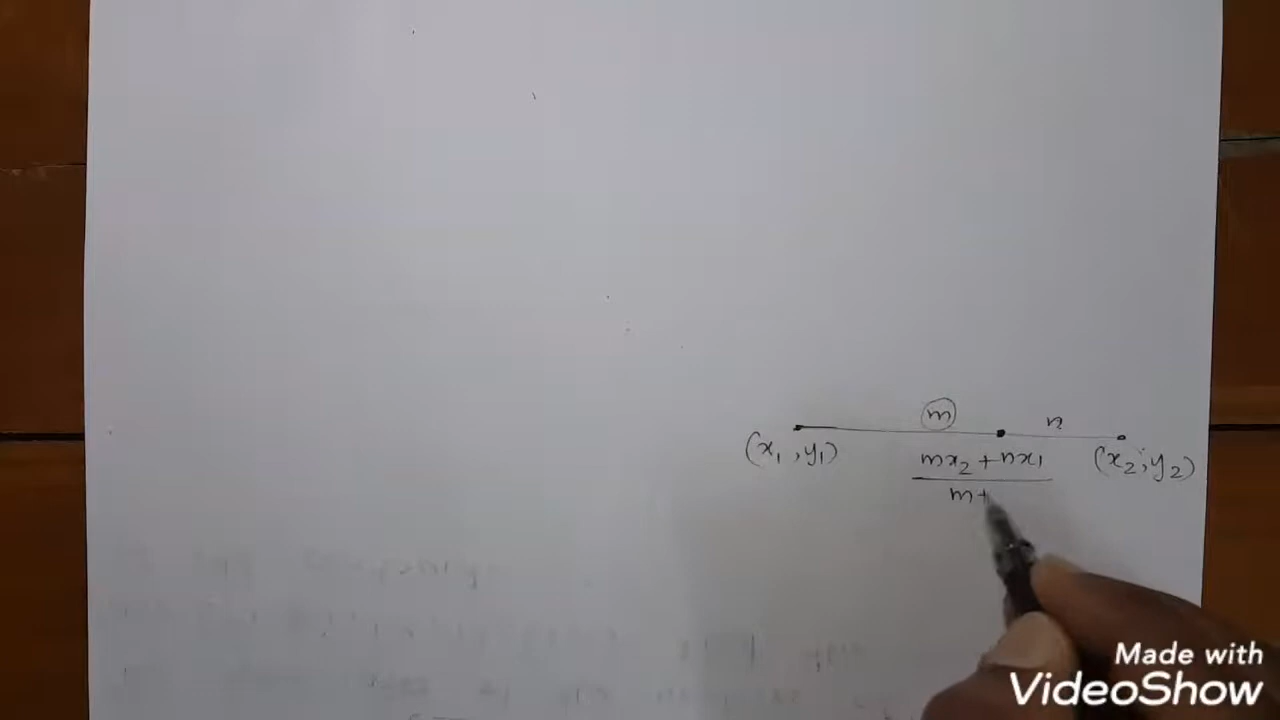 m n
(x₁, y₁) (x₂, y₂)
mx₂ + nx₁
m+
Made with
VideoShow